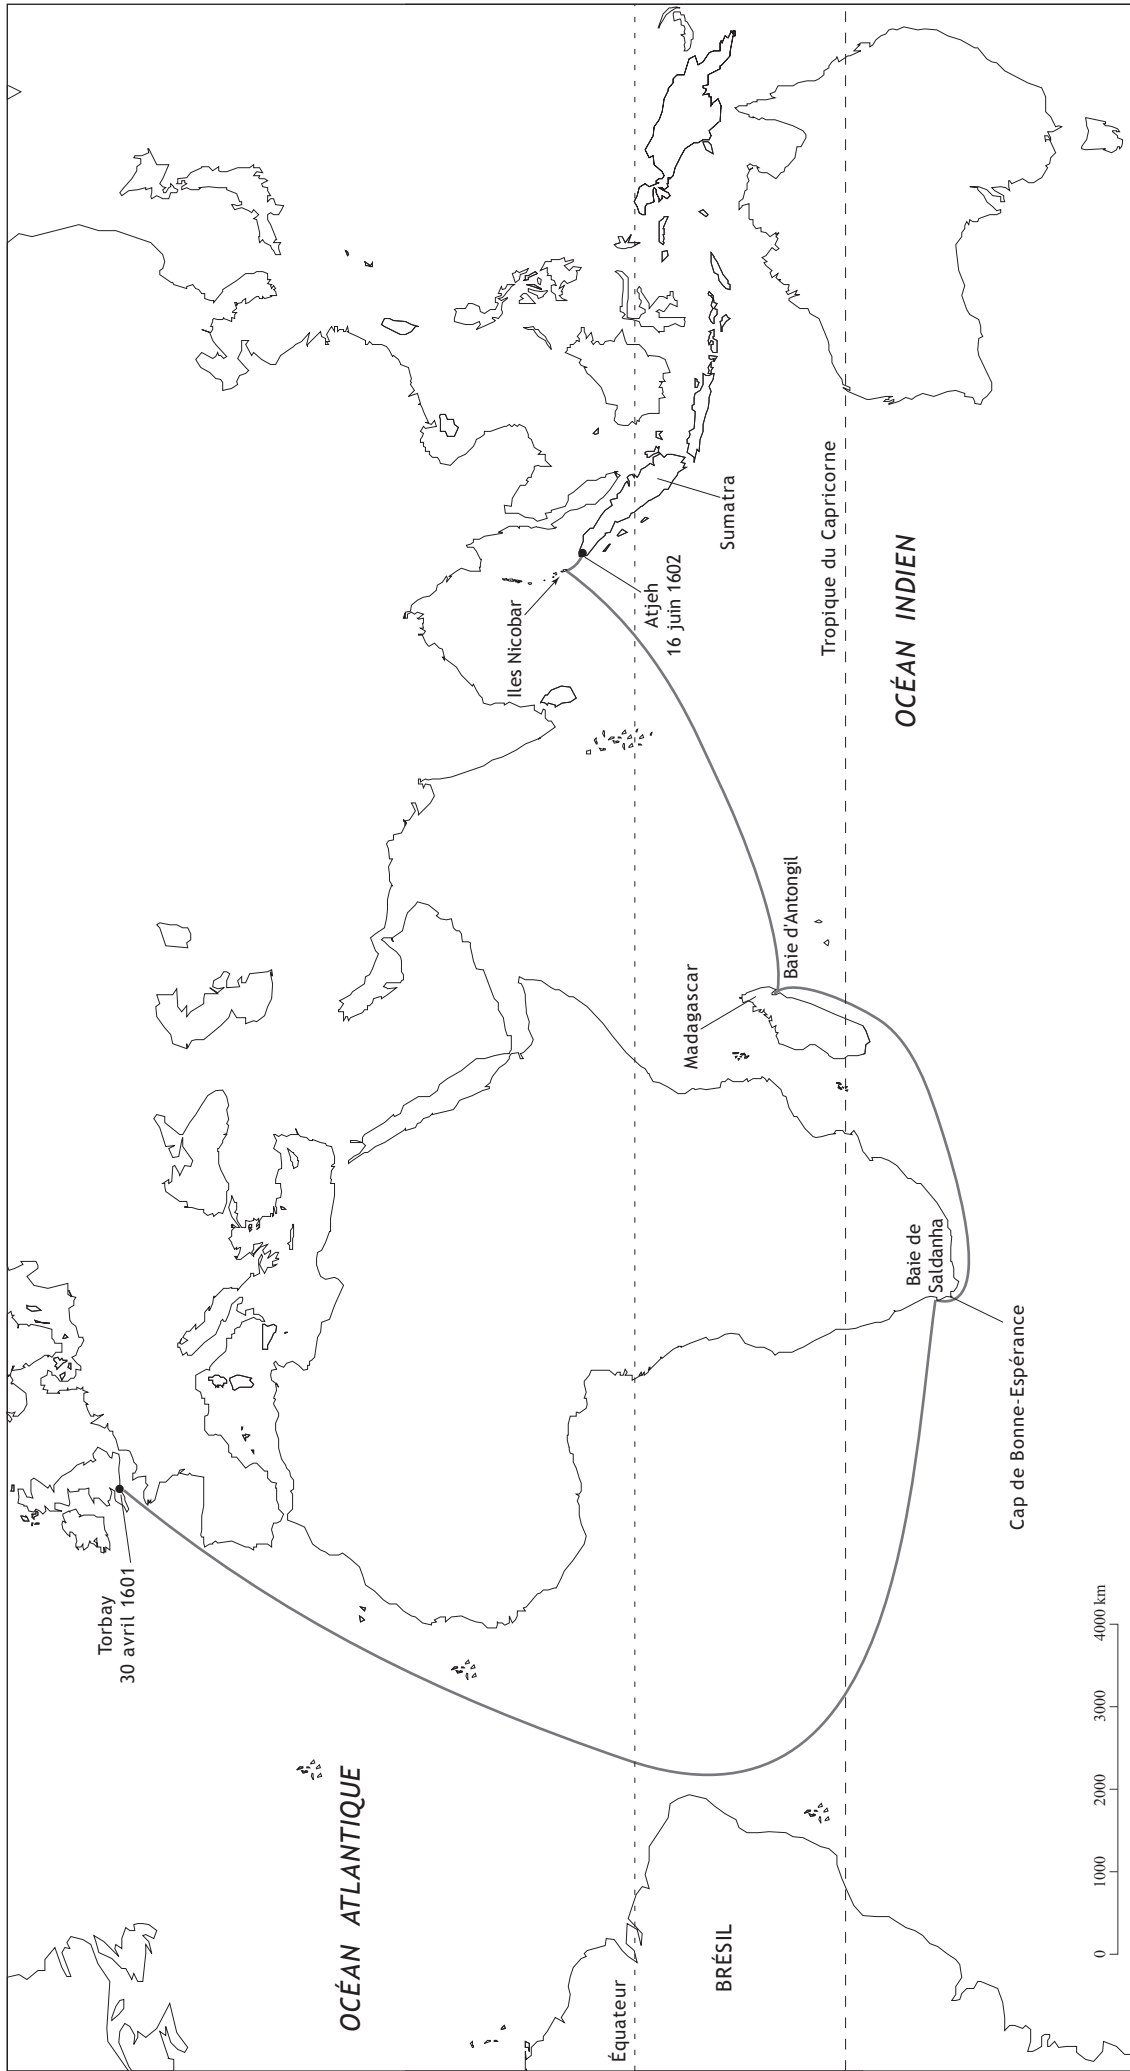 Torbay
30 avril 1601
OCÉAN ATLANTIQUE
Équateur
BRÉSIL
0 1000 2000 3000 4000 km
Cap de Bonne-Espérance
Baie de
Saldanha
Madagascar
Baie d'Antongil
Iles Nicobar
Atjeh
16 juin 1602
Sumatra
Tropique du Capricorne
OCÉAN INDIEN